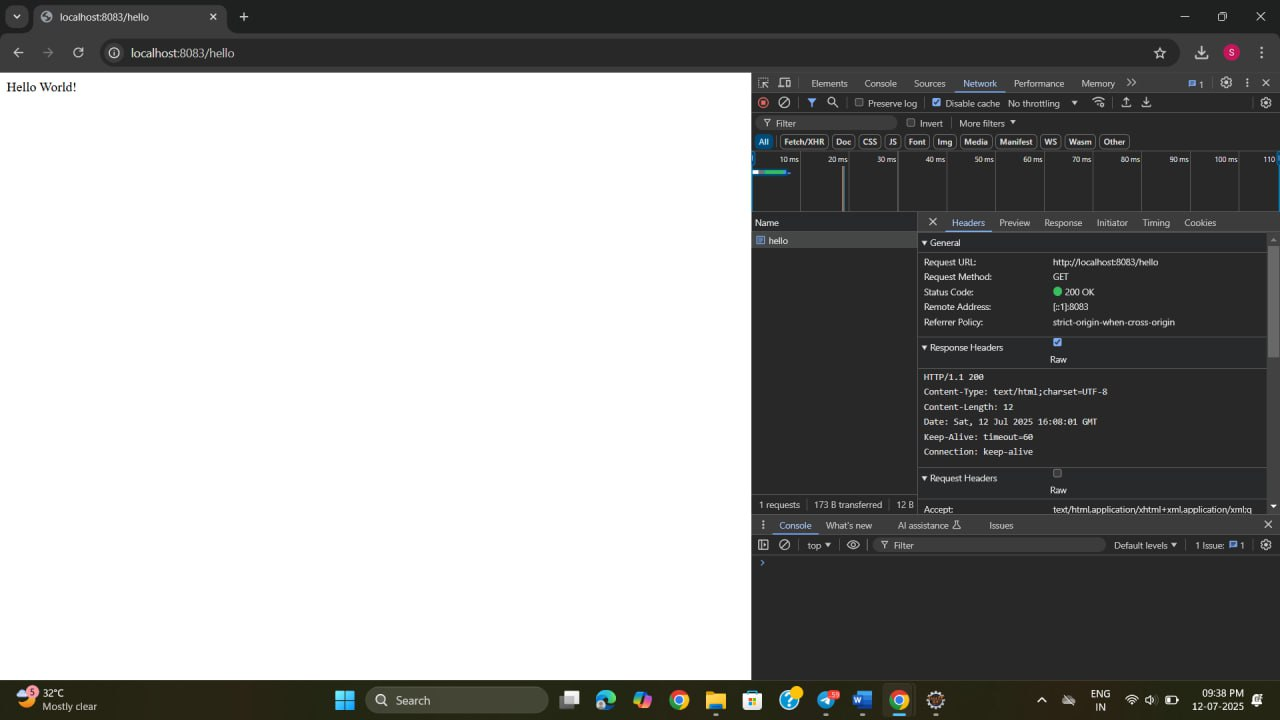 localhost:8083/hello
localhost:8083/hello
S
Hello World!
Elements Console Sources Network Performance Memory 1
Preserve log Disable cache No throttling
Filter Invert More filters
All Fetch/XHR Doc CSS JS Font Img Media Manifest WS Wasm Other
10 ms 20 ms 30 ms 40 ms 50 ms 60 ms 70 ms 80 ms 90 ms 100 ms 110
Name
hello
Headers Preview Response Initiator Timing Cookies
General
Request URL: http://localhost:8083/hello
Request Method: GET
Status Code: 200 OK
Remote Address: [::1]:8083
Referrer Policy: strict-origin-when-cross-origin
Response Headers
Raw
HTTP/1.1 200
Content-Type: text/html;charset=UTF-8
Content-Length: 12
Date: Sat, 12 Jul 2025 16:08:01 GMT
Keep-Alive: timeout=60
Connection: keep-alive
Request Headers
Raw
Accept: text/html,application/xhtml+xml,application/xml;q
1 requests 173 B transferred 12 B
Console What's new AI assistance Issues
top Filter Default levels 1 Issue: 1
5
32°C
Mostly clear
Search
59
W
ENG
IN
09:38 PM
12-07-2025